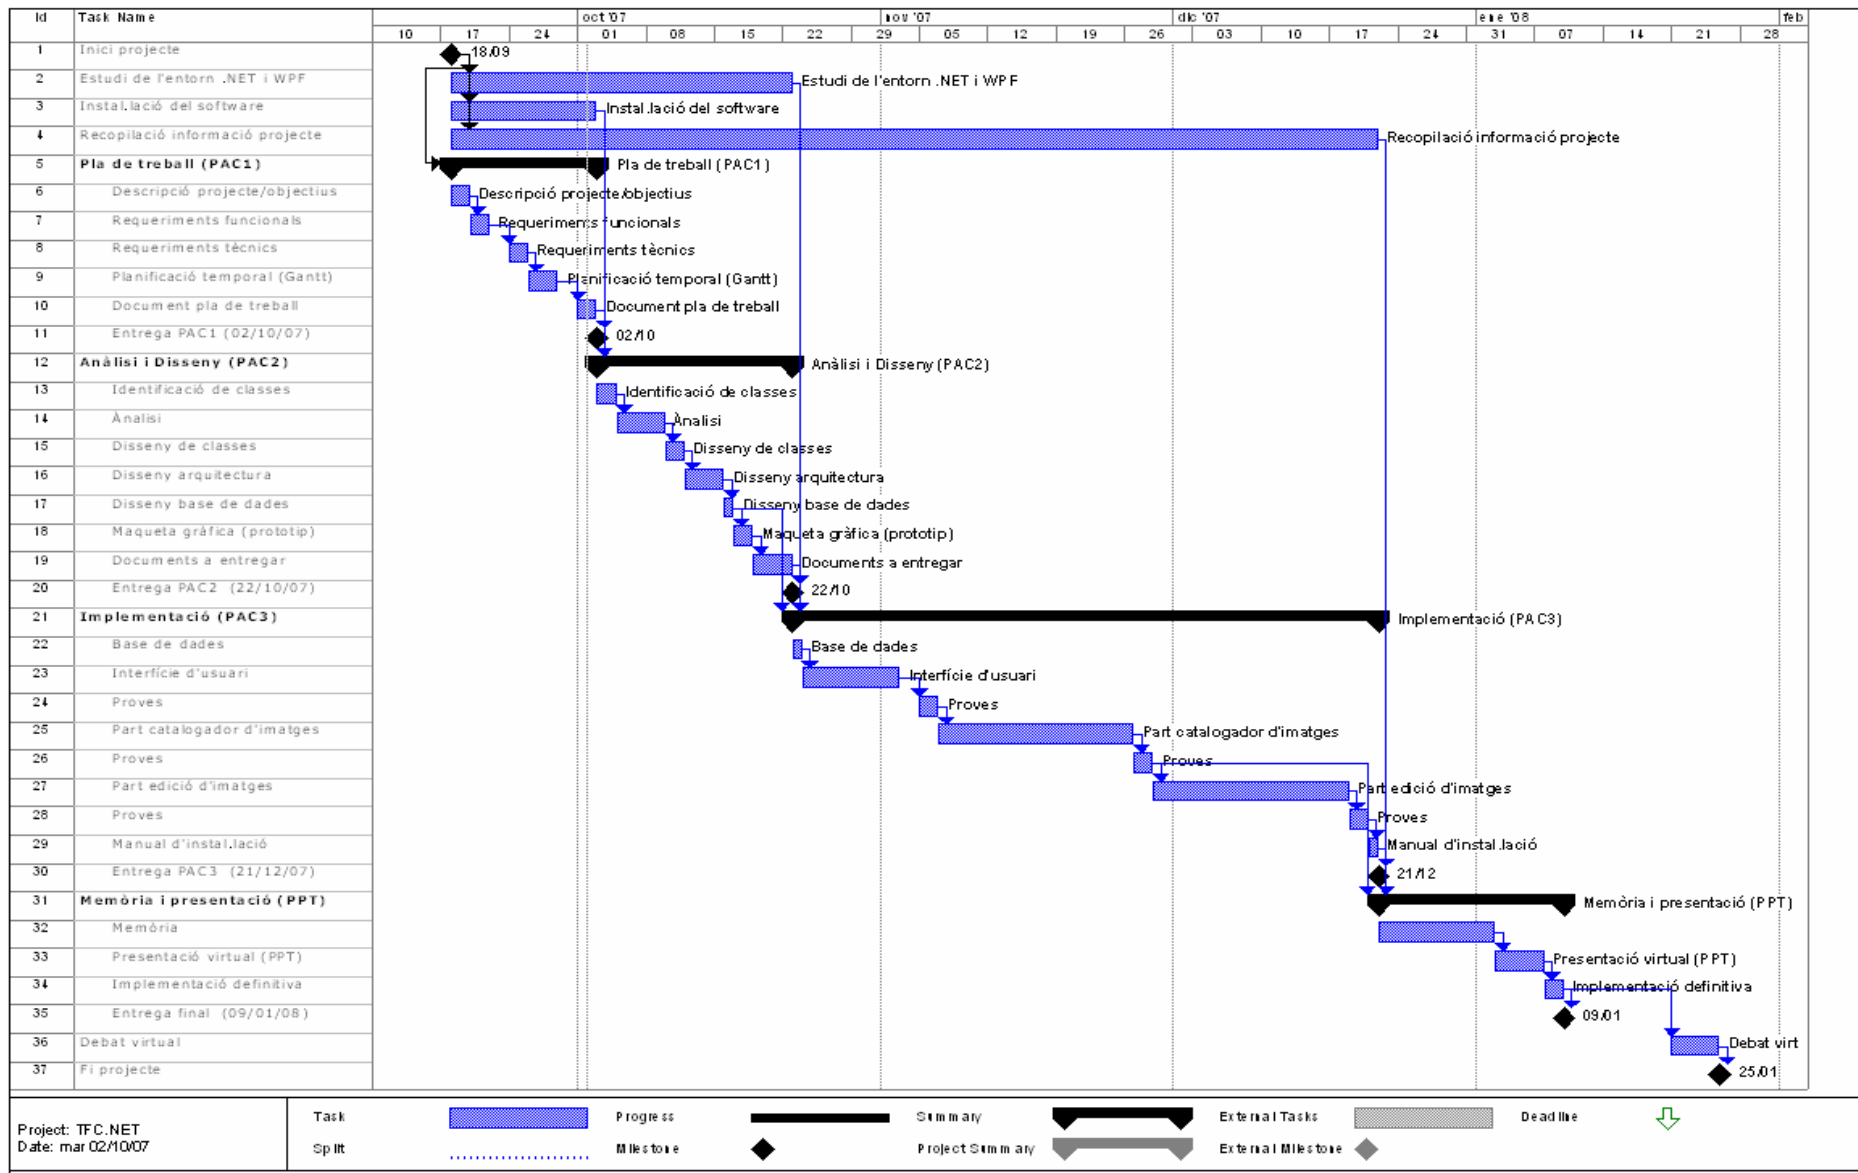 Id Task Name oct '07 nov '07 dic '07 ene '08 feb
10 17 24 01 08 15 22 29 05 12 19 26 03 10 17 24 31 07 14 21 28
1 Inici projecte 18/09
2 Estudi de l'entorn .NET i WPF Estudi de l'entorn .NET i WPF
3 Instal.lació del software Instal.lació del software
4 Recopilació informació projecte Recopilació informació projecte
5 Pla de treball (PAC1) Pla de treball (PAC1)
6 Descripció projecte/objectius Descripció projecte/objectius
7 Requeriments funcionals Requeriments funcionals
8 Requeriments tècnics Requeriments tècnics
9 Planificació temporal (Gantt) Planificació temporal (Gantt)
10 Document pla de treball Document pla de treball
11 Entrega PAC1 (02/10/07) 02/10
12 Anàlisi i Disseny (PAC2) Anàlisi i Disseny (PAC2)
13 Identificació de classes Identificació de classes
14 Ànalisi Ànalisi
15 Disseny de classes Disseny de classes
16 Disseny arquitectura Disseny arquitectura
17 Disseny base de dades Disseny base de dades
18 Maqueta gràfica (prototip) Maqueta gràfica (prototip)
19 Documents a entregar Documents a entregar
20 Entrega PAC2 (22/10/07) 22/10
21 Implementació (PAC3) Implementació (PAC3)
22 Base de dades Base de dades
23 Interfície d'usuari Interfície d'usuari
24 Proves Proves
25 Part catalogador d'imatges Part catalogador d'imatges
26 Proves Proves
27 Part edició d'imatges Part edició d'imatges
28 Proves Proves
29 Manual d'instal.lació Manual d'instal.lació
30 Entrega PAC3 (21/12/07) 21/12
31 Memòria i presentació (PPT) Memòria i presentació (PPT)
32 Memòria
33 Presentació virtual (PPT) Presentació virtual (PPT)
34 Implementació definitiva Implementació definitiva
35 Entrega final (09/01/08) 09/01
36 Debat virtual Debat virt
37 Fi projecte 25/01
Project: TFC.NET
Date: mar 02/10/07
Task Progress Summary External Tasks Deadline
Split Milestone Project Summary External Milestone